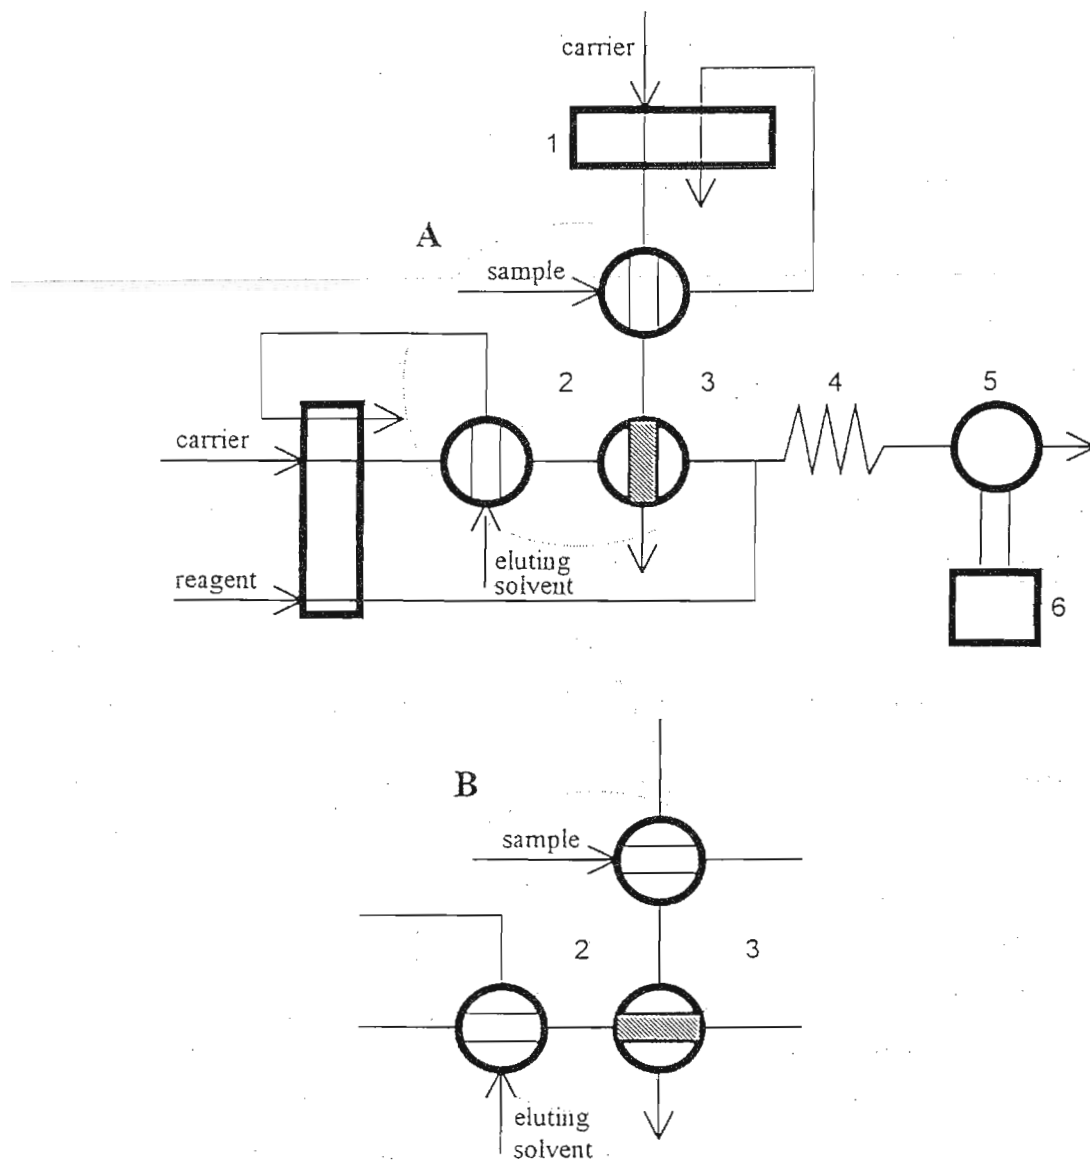 carrier
1
A
sample
2
3
4
5
carrier
eluting
solvent
reagent
6
B
sample
2
3
eluting
solvent